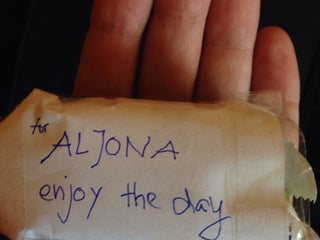 for
ALJONA
enjoy the day